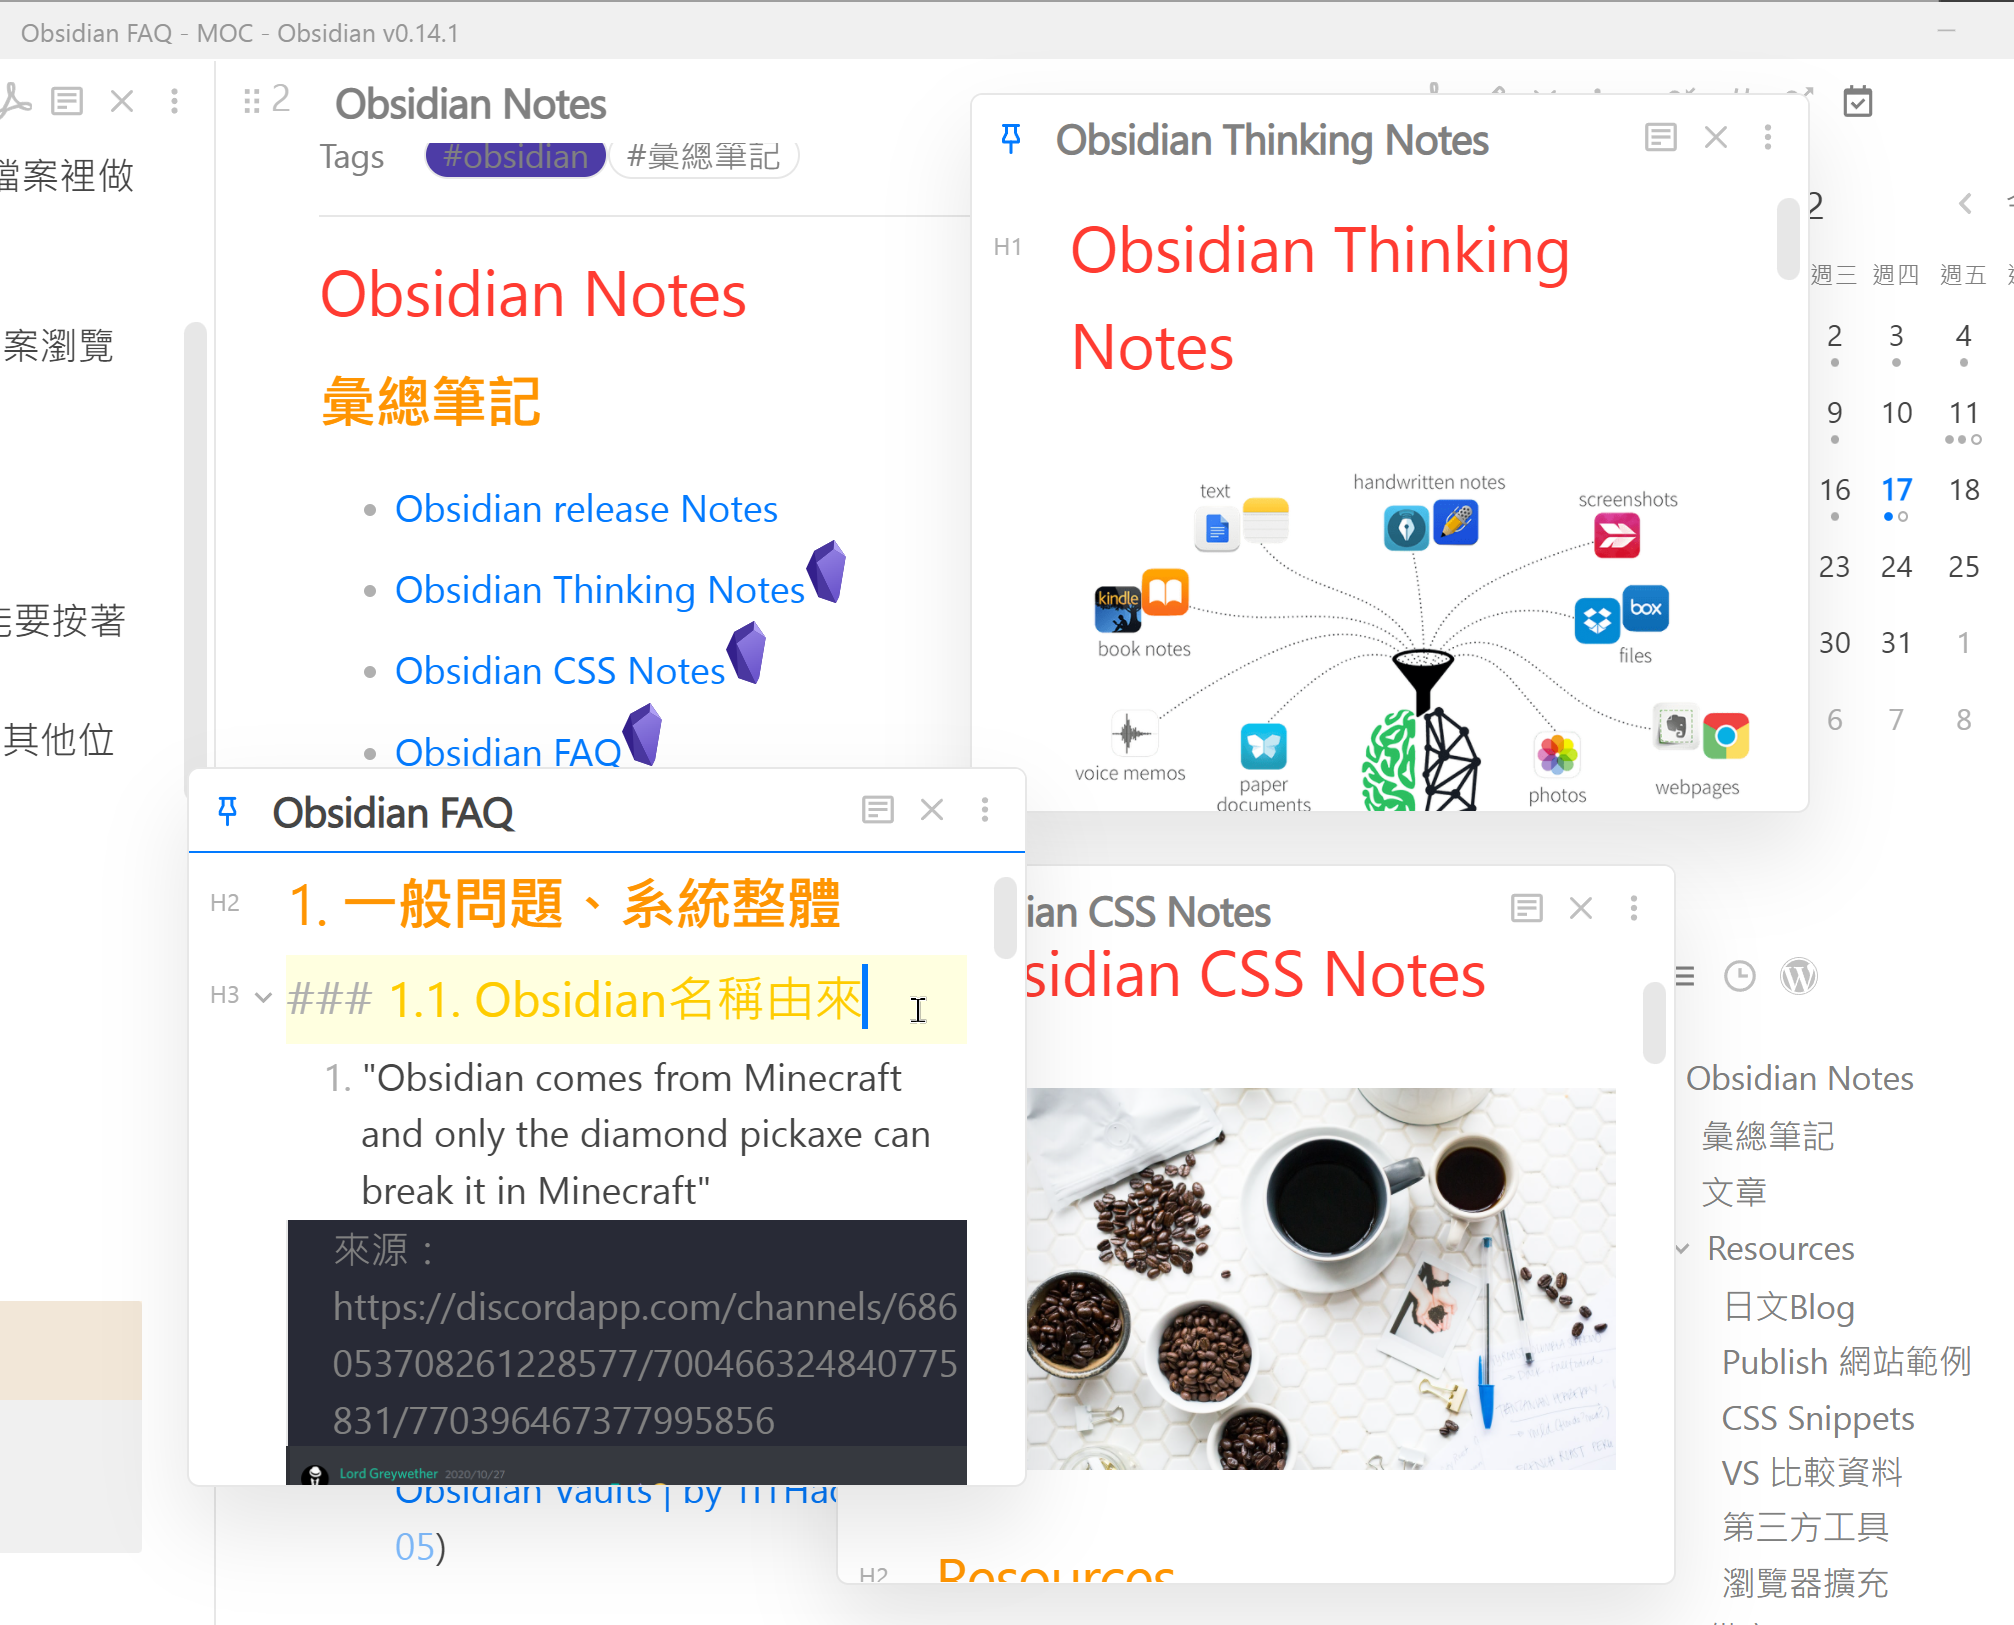 Obsidian FAQ - MOC - Obsidian v0.14.1
檔案裡做
案瀏覽
要按著
其他位
2
Obsidian Notes
Tags
#obsidian
#彙總筆記
Obsidian Notes
彙總筆記
Obsidian release Notes
Obsidian Thinking Notes
Obsidian CSS Notes
Obsidian FAQ
Obsidian Vaults | by
05)
Obsidian Thinking Notes
H1
Obsidian Thinking
Notes
text
handwritten notes
screenshots
kindle
book notes
box
files
voice memos
paper
documents
photos
webpages
Obsidian FAQ
H2
1. 一般問題、系統整體
H3
### 1.1. Obsidian名稱由來
1. "Obsidian comes from Minecraft
and only the diamond pickaxe can
break it in Minecraft"
來源：
https://discordapp.com/channels/686
053708261228577/700466324840775
831/770396467377995856
Lord Greywether 2020/10/27
ian CSS Notes
sidian CSS Notes
H2
Resources
2
週三 週四 週五
2 3 4
9 10 11
16 17 18
23 24 25
30 31 1
6 7 8
Obsidian Notes
彙總筆記
文章
Resources
日文Blog
Publish 網站範例
CSS Snippets
VS 比較資料
第三方工具
瀏覽器擴充